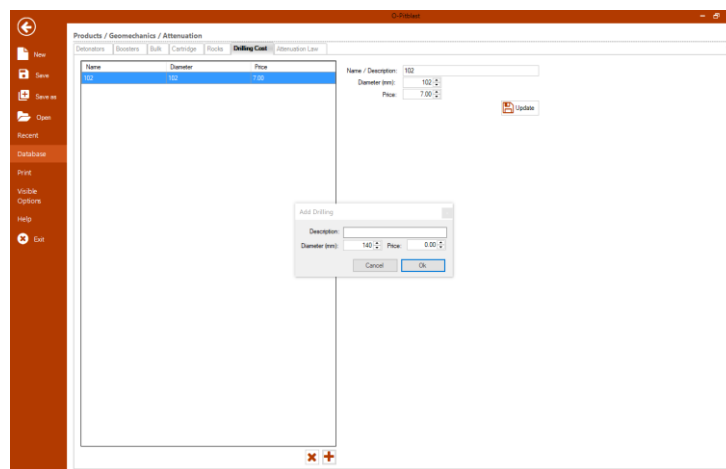 O-Pitblast
Products / Geomechanics / Attenuation
Detonators Boosters Bulk Cartridge Rocks Drilling Cost Attenuation Law
New
Save
Save as
Open
Recent
Database
Print
Visible
Options
Help
Exit
Name Diameter Price
102 102 7.00
Name / Description: 102
Diameter (mm): 102
Price: 7.00
Update
Add Drilling
Description:
Diameter (mm): 140 Price: 0.00
Cancel Ok